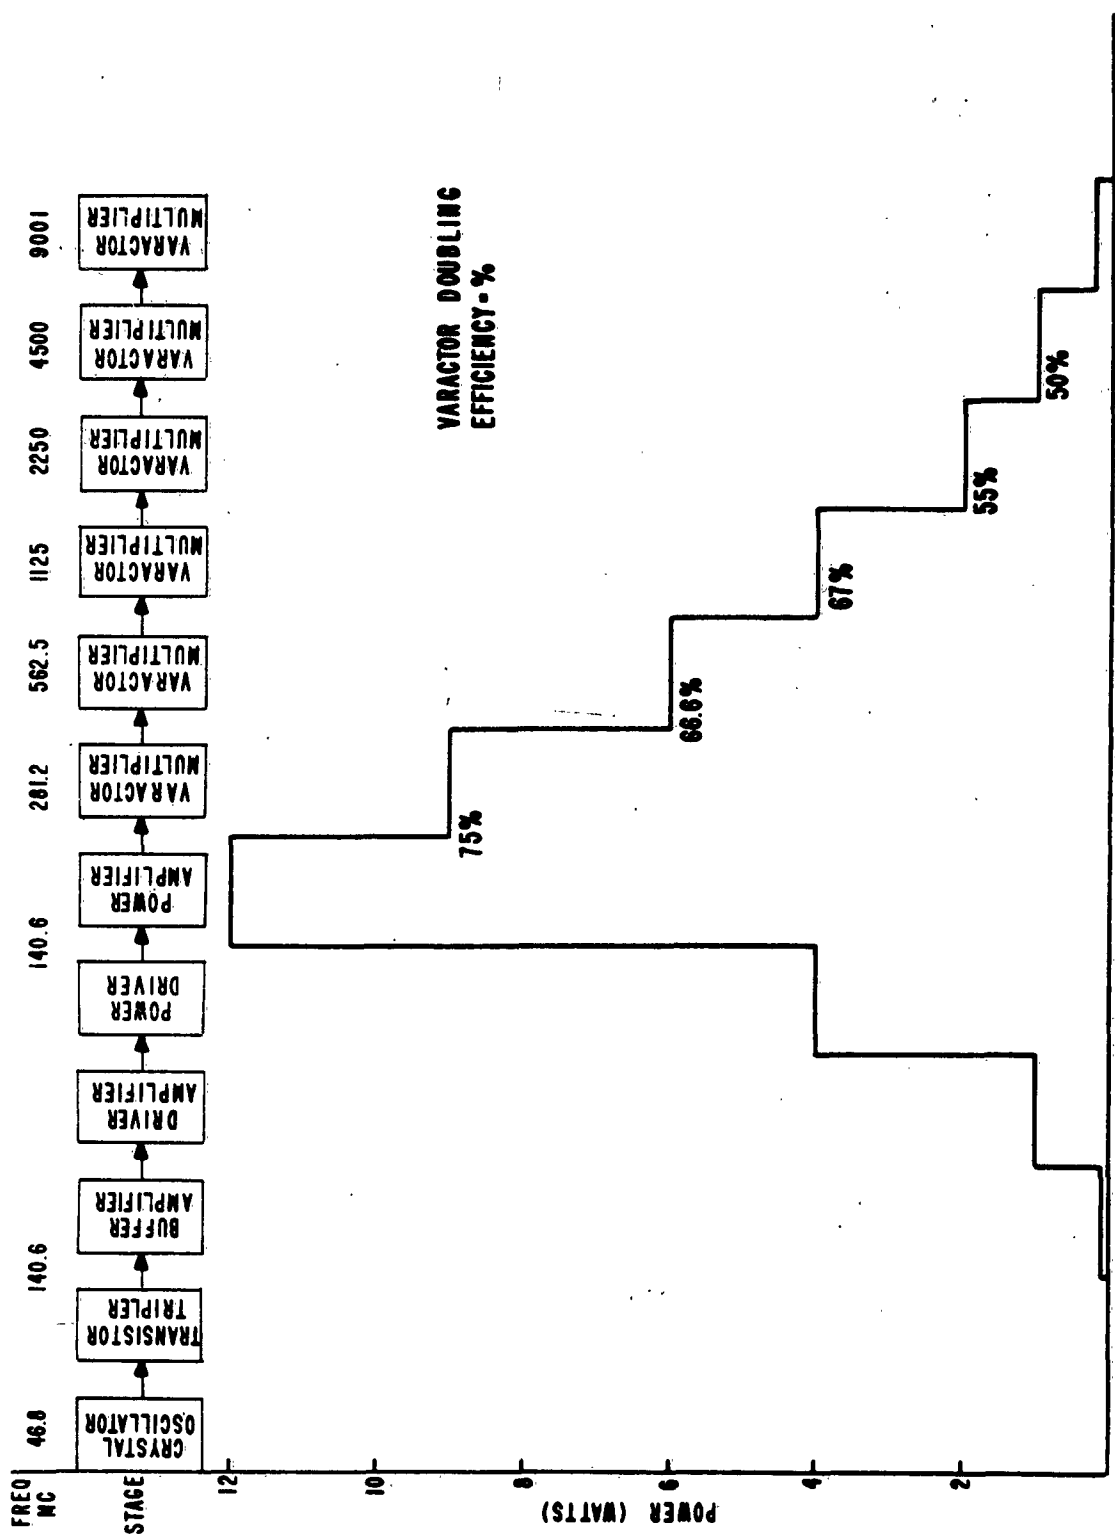 FREQ
MC
46.8
140.6
140.6
281.2
562.5
1125
2250
4500
9001
STAGE
CRYSTAL
OSCILLATOR
TRANSISTOR
TRIPLER
BUFFER
AMPLIFIER
DRIVER
AMPLIFIER
POWER
DRIVER
POWER
AMPLIFIER
VARACTOR
MULTIPLIER
VARACTOR
MULTIPLIER
VARACTOR
MULTIPLIER
VARACTOR
MULTIPLIER
VARACTOR
MULTIPLIER
VARACTOR
MULTIPLIER
POWER (WATTS)
12
10
8
6
4
2
VARACTOR DOUBLING
EFFICIENCY-%
75%
66.6%
67%
55%
50%